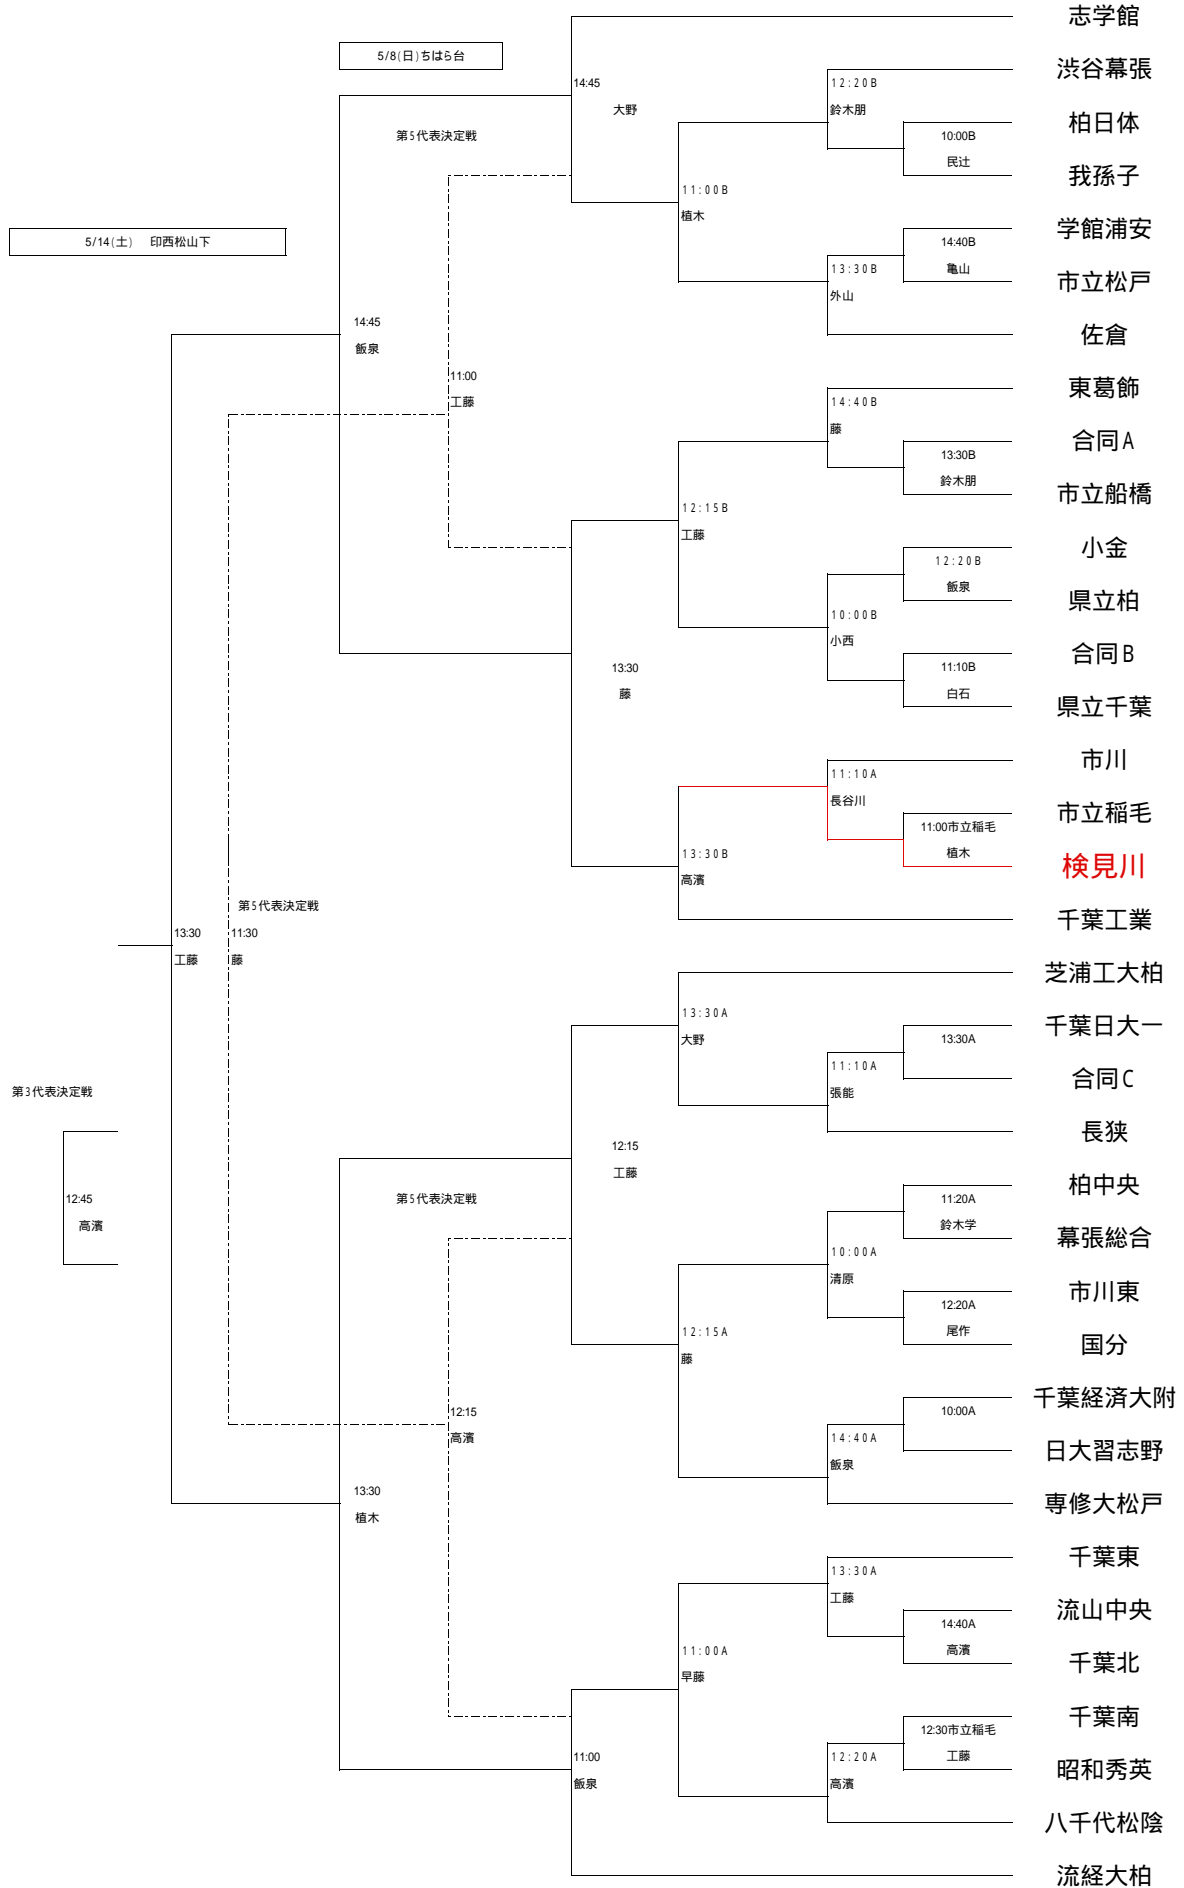 志学館
5/8(日)ちはら台
渋谷幕張
14:45
12:20B
大野
鈴木朋
柏日体
第5代表決定戦
10:00B
民辻
我孫子
11:00B
植木
学館浦安
5/14(土) 印西松山下
14:40B
13:30B
亀山
市立松戸
外山
14:45
佐倉
飯泉
11:00
東葛飾
工藤
14:40B
藤
合同A
13:30B
鈴木朋
市立船橋
12:15B
工藤
小金
12:20B
飯泉
県立柏
10:00B
小西
合同B
13:30
11:10B
藤
白石
県立千葉
市川
11:10A
長谷川
市立稲毛
11:00市立稲毛
13:30B
植木
検見川
高濱
第5代表決定戦
千葉工業
13:30
11:30
工藤
藤
芝浦工大柏
13:30A
千葉日大一
大野
13:30A
11:10A
合同C
第3代表決定戦
張能
長狭
12:15
工藤
柏中央
12:45
第5代表決定戦
11:20A
高濱
鈴木学
幕張総合
10:00A
清原
市川東
12:20A
12:15A
尾作
国分
藤
千葉経済大附
12:15
10:00A
高濱
14:40A
日大習志野
飯泉
13:30
専修大松戸
植木
千葉東
13:30A
工藤
流山中央
14:40A
11:00A
高濱
千葉北
早藤
千葉南
12:30市立稲毛
11:00
12:20A
工藤
昭和秀英
飯泉
高濱
八千代松陰
流経大柏